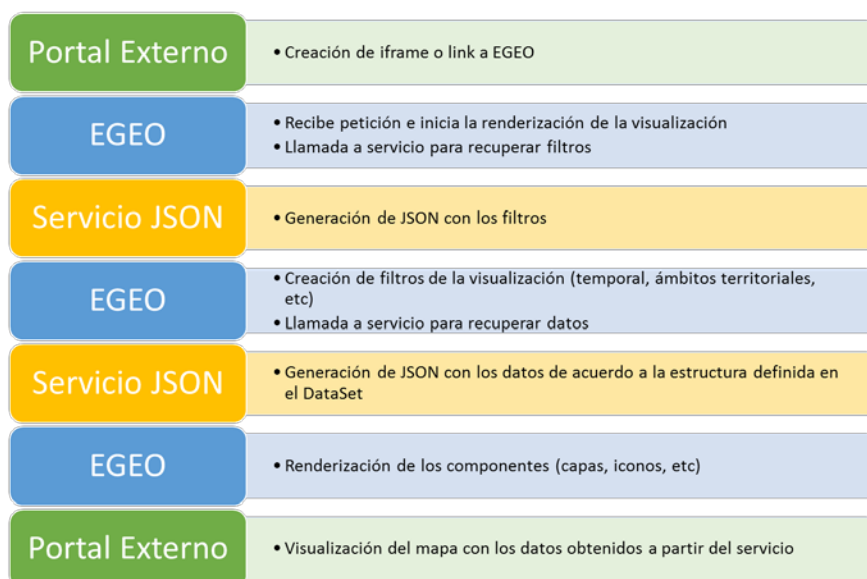 Portal Externo
• Creación de iframe o link a EGEO
EGEO
• Recibe petición e inicia la renderización de la visualización
• Llamada a servicio para recuperar filtros
Servicio JSON
• Generación de JSON con los filtros
EGEO
• Creación de filtros de la visualización (temporal, ámbitos territoriales,
etc)
• Llamada a servicio para recuperar datos
Servicio JSON
• Generación de JSON con los datos de acuerdo a la estructura definida en
el DataSet
EGEO
• Renderización de los componentes (capas, iconos, etc)
Portal Externo
• Visualización del mapa con los datos obtenidos a partir del servicio